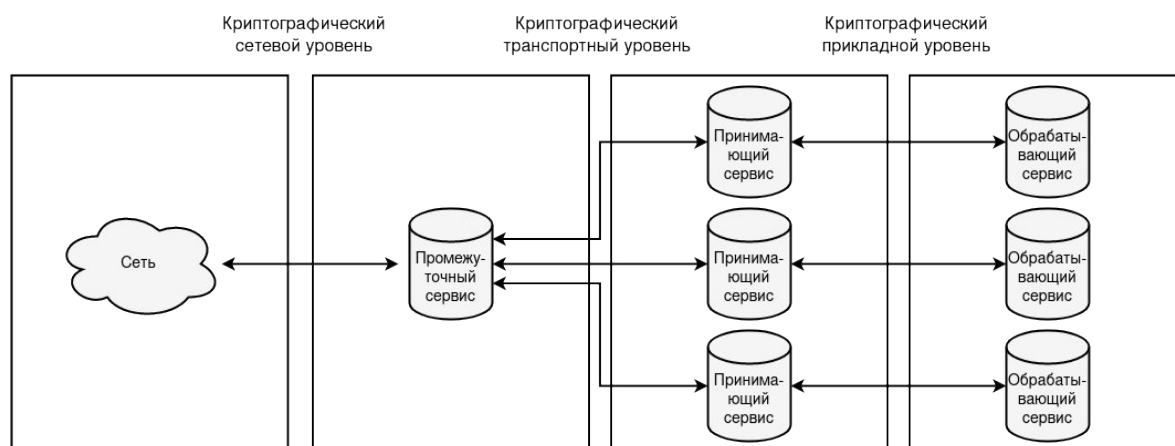 Криптографический
сетевой уровень
Криптографический
транспортный уровень
Криптографический
прикладной уровень
Сеть
Промежу-
точный
сервис
Принима-
ющий
сервис
Обрабаты-
вающий
сервис
Принима-
ющий
сервис
Обрабаты-
вающий
сервис
Принима-
ющий
сервис
Обрабаты-
вающий
сервис